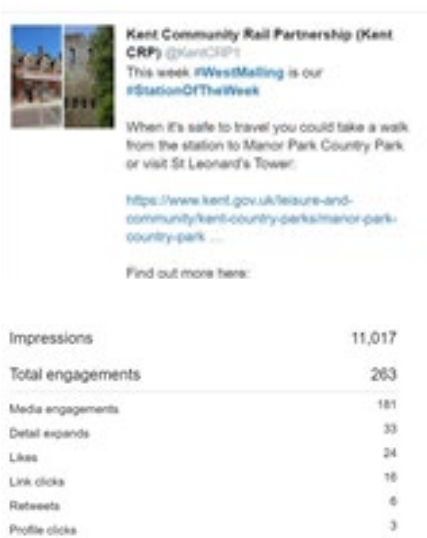 Kent Community Rail Partnership (Kent
CRP) @KentCRP1
This week #WestMalling is our
#StationOfTheWeek
When it's safe to travel you could take a walk
from the station to Manor Park Country Park
or visit St Leonard's Tower:
https://www.kent.gov.uk/leisure-and-
community/kent-country-parks/manor-park-
country-park ...
Find out more here:
Impressions 11,017
Total engagements 263
Media engagements 181
Detail expands 33
Likes 24
Link clicks 16
Retweets 6
Profile clicks 3